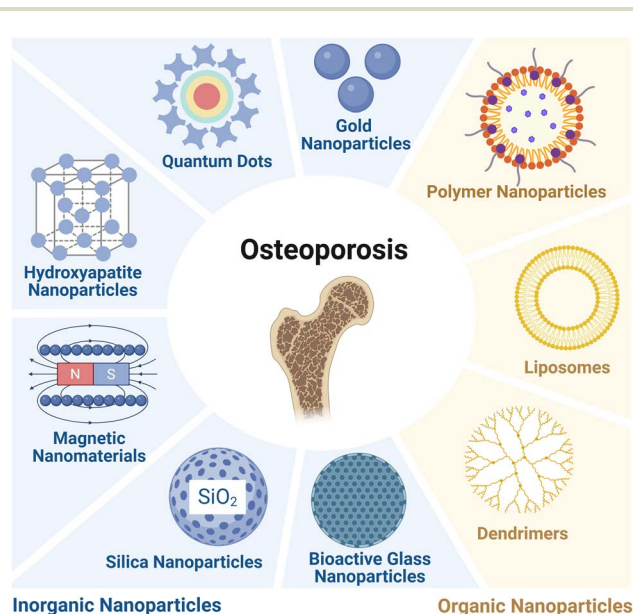 Quantum Dots
Gold
Nanoparticles
Polymer Nanoparticles
Hydroxyapatite
Nanoparticles
Osteoporosis
Liposomes
N S
Magnetic
Nanomaterials
SiO₂
Silica Nanoparticles
Bioactive Glass
Nanoparticles
Dendrimers
Inorganic Nanoparticles
Organic Nanoparticles